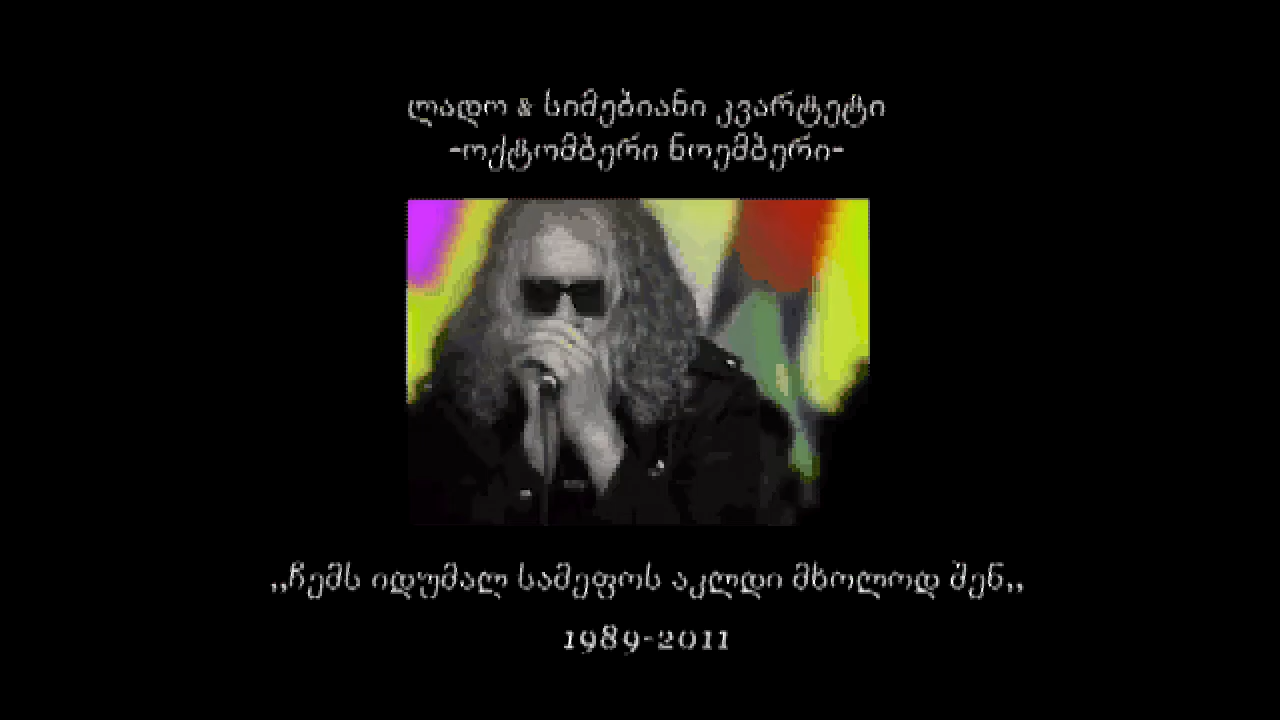 ლადო & სიმებიანი კვარტეტი
-ოქტომბერი ნოემბერი-
,,ჩემს იდუმალ სამეფოს აკლდი მხოლოდ შენ,,
1989-2011